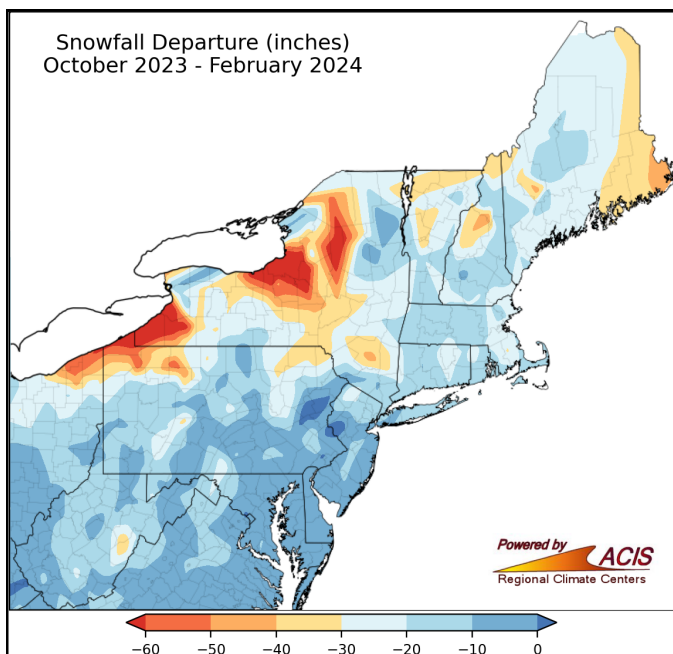 Snowfall Departure (inches)
October 2023 - February 2024
Powered by
ACIS
Regional Climate Centers
−60 −50 −40 −30 −20 −10 0